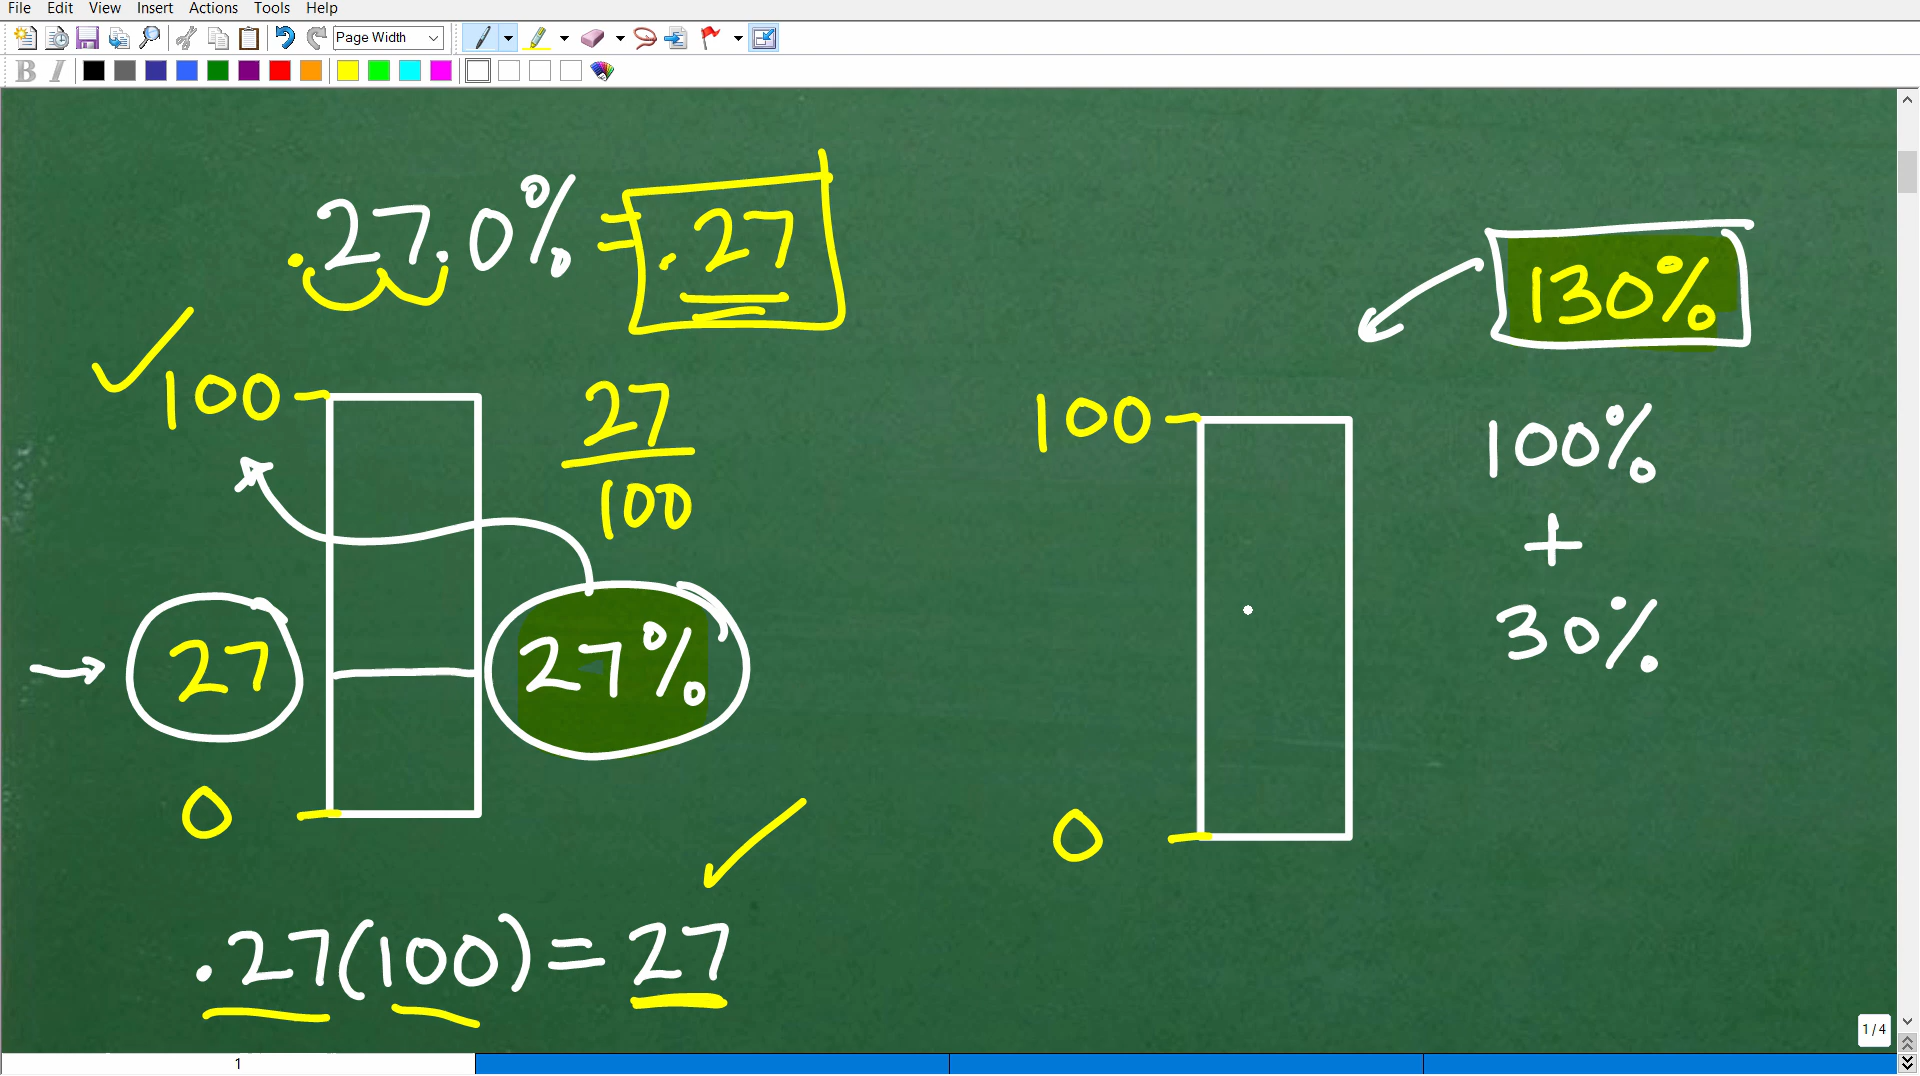 File Edit View Insert Actions Tools Help
Page Width
B I
.27.0% = .27
100
27
100
27
27%
0
.27(100) = 27
130%
100
100%
+
30%
0
1 / 4
1